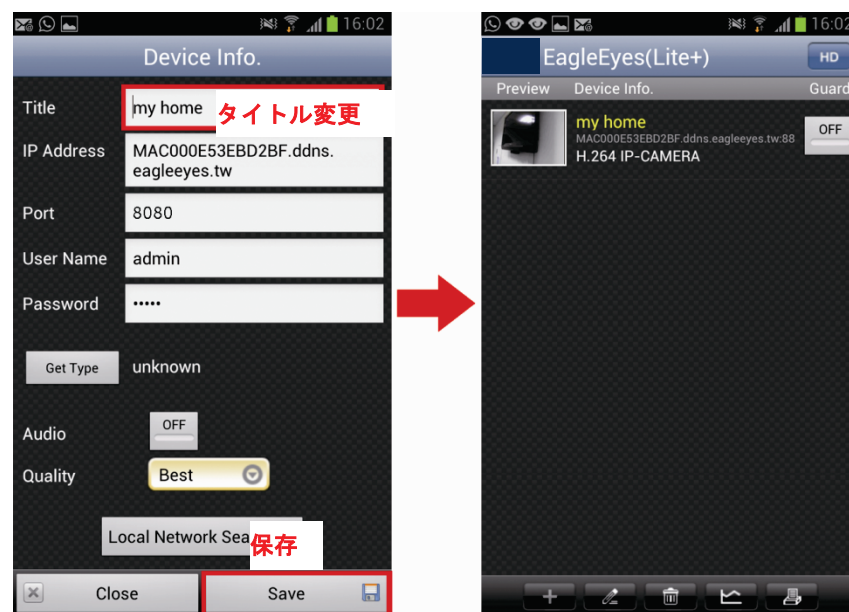 16:02
Device Info.
Title
my home
タイトル変更
IP Address
MAC000E53EBD2BF.ddns.
eagleeyes.tw
Port
8080
User Name
admin
Password
•••••
Get Type
unknown
Audio
OFF
Quality
Best
Local Network Sea
保存
Close
Save
16:02
EagleEyes(Lite+)
HD
Preview
Device Info.
Guard
my home
MAC000E53EBD2BF.ddns.eagleeyes.tw:88
H.264 IP-CAMERA
OFF